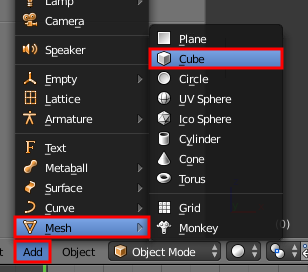 Lamp
Camera
Speaker
Empty
Lattice
Armature
Text
Metaball
Surface
Curve
Mesh
Plane
Cube
Circle
UV Sphere
Ico Sphere
Cylinder
Cone
Torus
Grid
Monkey
0)
Add
Object
Object Mode